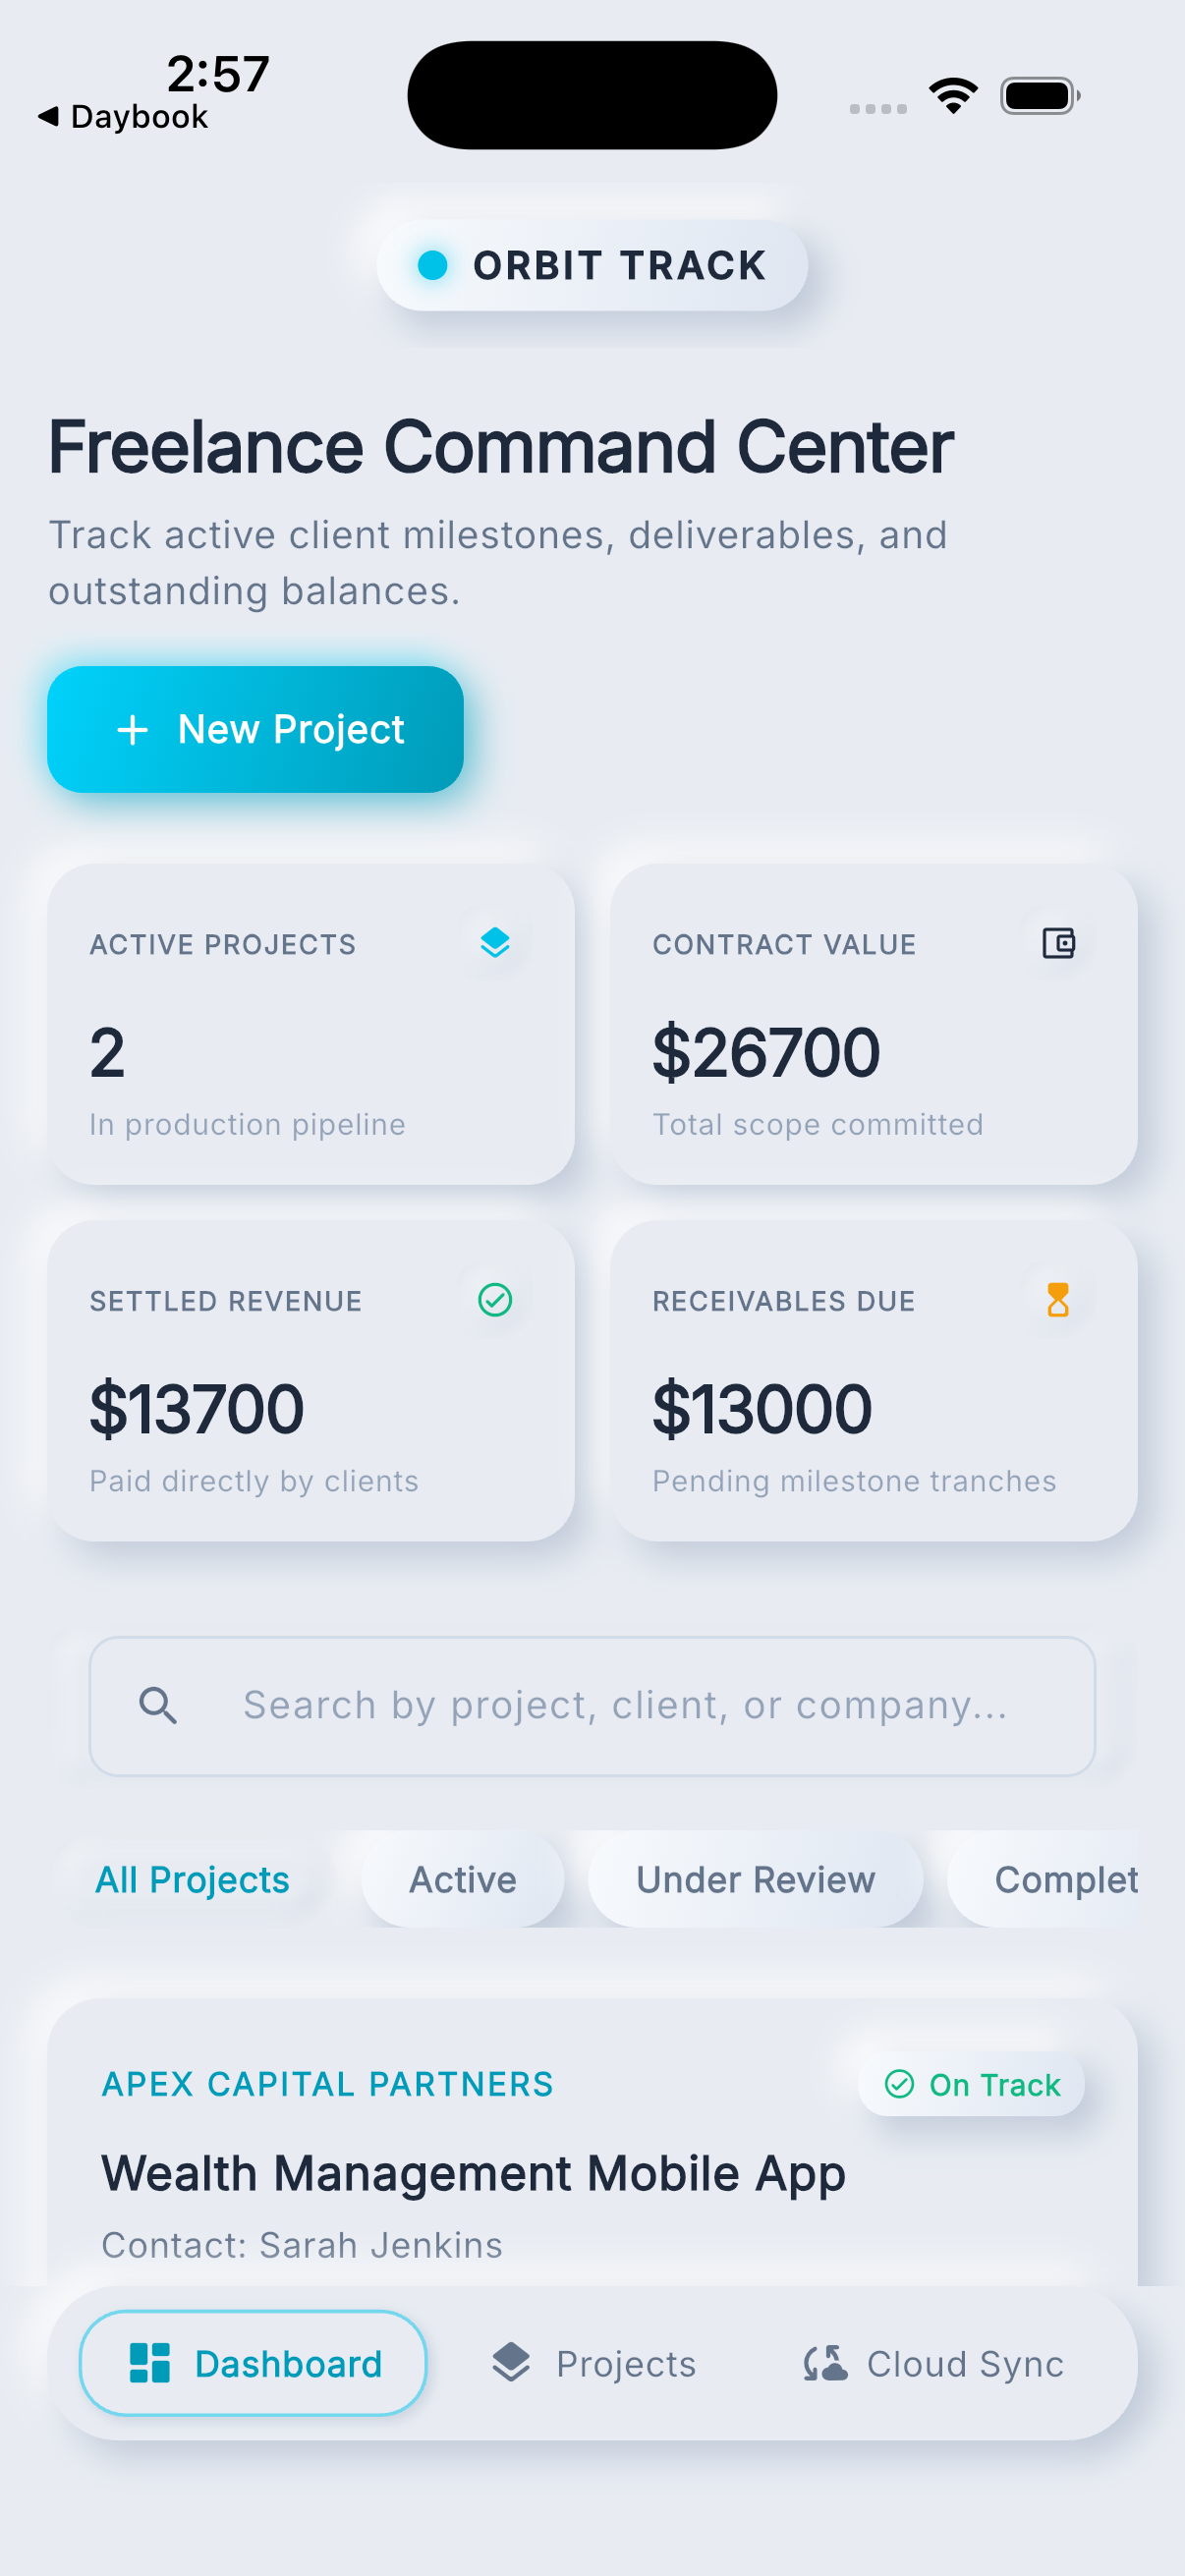 2:57
Daybook
ORBIT TRACK
Freelance Command Center
Track active client milestones, deliverables, and
outstanding balances.
New Project
ACTIVE PROJECTS
2
In production pipeline
CONTRACT VALUE
$26700
Total scope committed
SETTLED REVENUE
$13700
Paid directly by clients
RECEIVABLES DUE
$13000
Pending milestone tranches
Search by project, client, or company...
All Projects
Active
Under Review
Complet
APEX CAPITAL PARTNERS
On Track
Wealth Management Mobile App
Contact: Sarah Jenkins
Dashboard
Projects
Cloud Sync